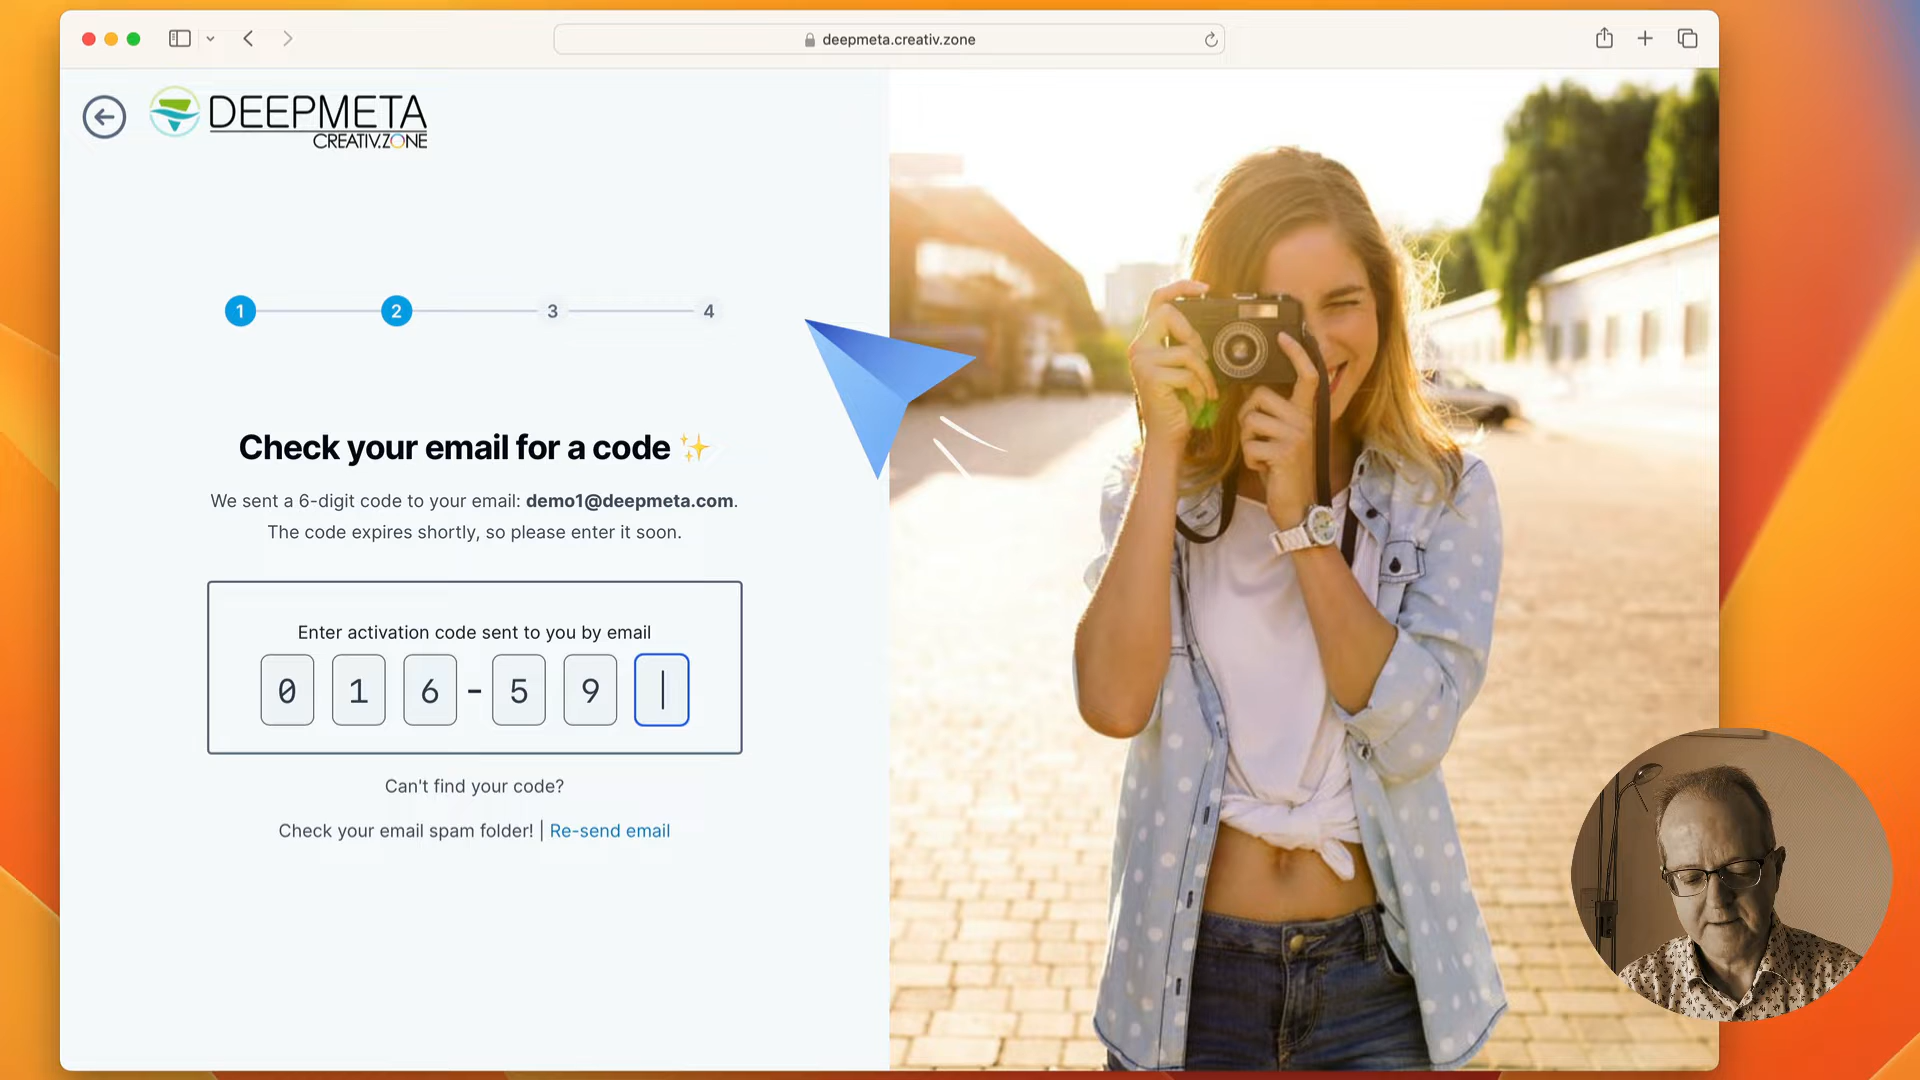 deepmeta.creativ.zone
DEEPMETA
CREATIV.ZONE
1 2 3 4
Check your email for a code ✨
We sent a 6-digit code to your email: demo1@deepmeta.com.
The code expires shortly, so please enter it soon.
Enter activation code sent to you by email
0 1 6 - 5 9
Can't find your code?
Check your email spam folder! | Re-send email